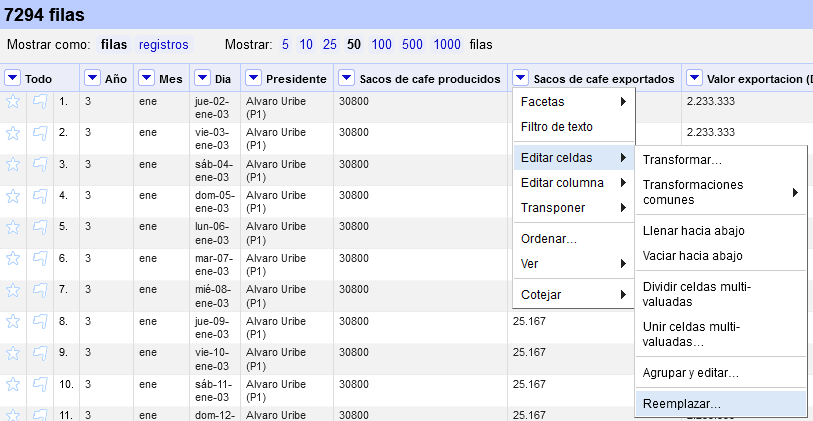 7294 filas
Mostrar como: filas registros Mostrar: 5 10 25 50 100 500 1000 filas
Todo Año Mes Dia Presidente Sacos de cafe producidos Sacos de cafe exportados Valor exportacion (D
1. 3 ene jue-02-ene-03 Alvaro Uribe (P1) 30800 2.233.333
2. 3 ene vie-03-ene-03 Alvaro Uribe (P1) 30800 2.233.333
3. 3 ene sáb-04-ene-03 Alvaro Uribe (P1) 30800
4. 3 ene dom-05-ene-03 Alvaro Uribe (P1) 30800
5. 3 ene lun-06-ene-03 Alvaro Uribe (P1) 30800
6. 3 ene mar-07-ene-03 Alvaro Uribe (P1) 30800
7. 3 ene mié-08-ene-03 Alvaro Uribe (P1) 30800
8. 3 ene jue-09-ene-03 Alvaro Uribe (P1) 30800 25.167
9. 3 ene vie-10-ene-03 Alvaro Uribe (P1) 30800 25.167
10. 3 ene sáb-11-ene-03 Alvaro Uribe (P1) 30800 25.167
11. 3 ene dom-12- Alvaro Uribe 30800 25.167
Facetas
Filtro de texto
Editar celdas
Editar columna
Transponer
Ordenar...
Ver
Cotejar
Transformar...
Transformaciones
comunes
Llenar hacia abajo
Vaciar hacia abajo
Dividir celdas multi-
valuadas
Unir celdas multi-
valuadas...
Agrupar y editar...
Reemplazar...